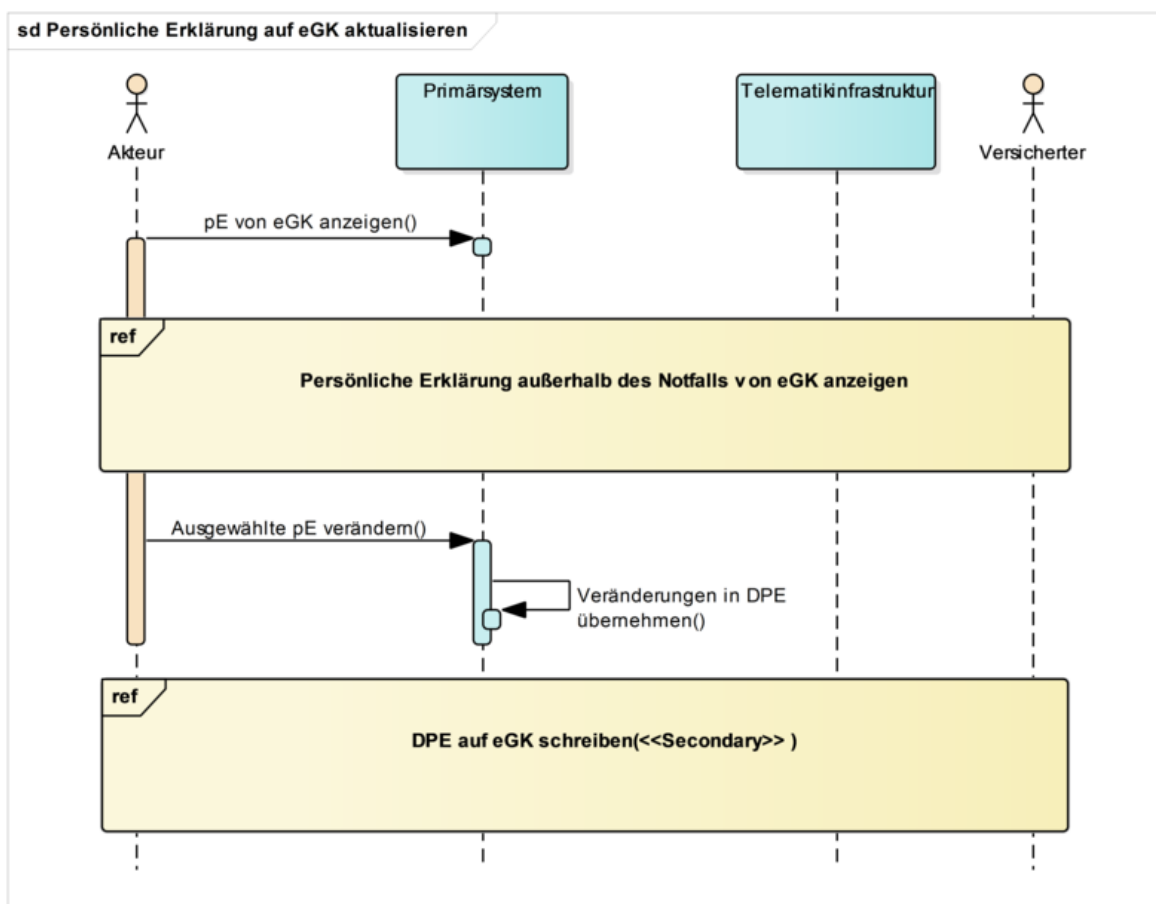 sd Persönliche Erklärung auf eGK aktualisieren
Primärsystem
Telematikinfrastruktur
Akteur
Versicherter
pE von eGK anzeigen()
ref
Persönliche Erklärung außerhalb des Notfalls von eGK anzeigen
Ausgewählte pE verändern()
Veränderungen in DPE
übernehmen()
ref
DPE auf eGK schreiben(<<Secondary>> )